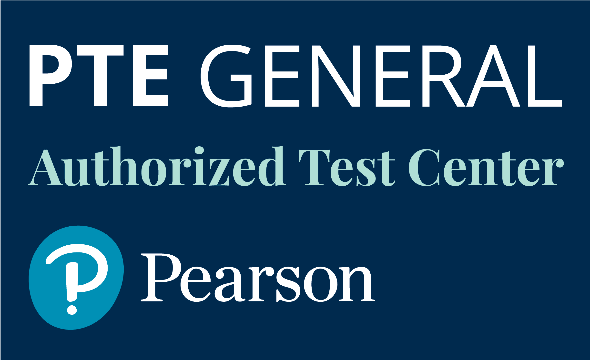 PTE GENERAL
Authorized Test Center
Pearson